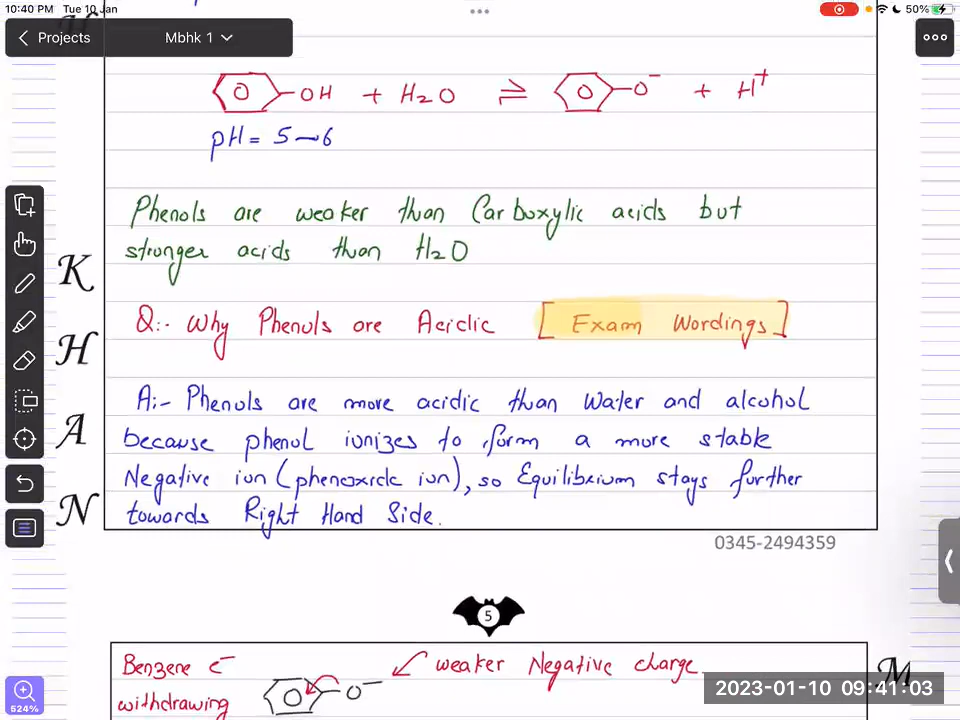 10:40 PM Tue 10 Jan
50%
Projects
Mbhk 1
O -OH + H2O ⇌ O -O⁻ + H⁺
pH = 5-6
Phenols are weaker than Carboxylic acids but
stronger acids than H2O
K
Q:- Why Phenols are Acidic [Exam Wordings]
H
A:- Phenols are more acidic than water and alcohol
A
because phenol ionizes to form a more stable
Negative ion (phenoxide ion), so Equilibrium stays further
N
towards Right Hand Side.
0345-2494359
5
Benzene e⁻
weaker Negative charge
M
withdrawing
O O⁻
2023-01-10 09:41:03
524%